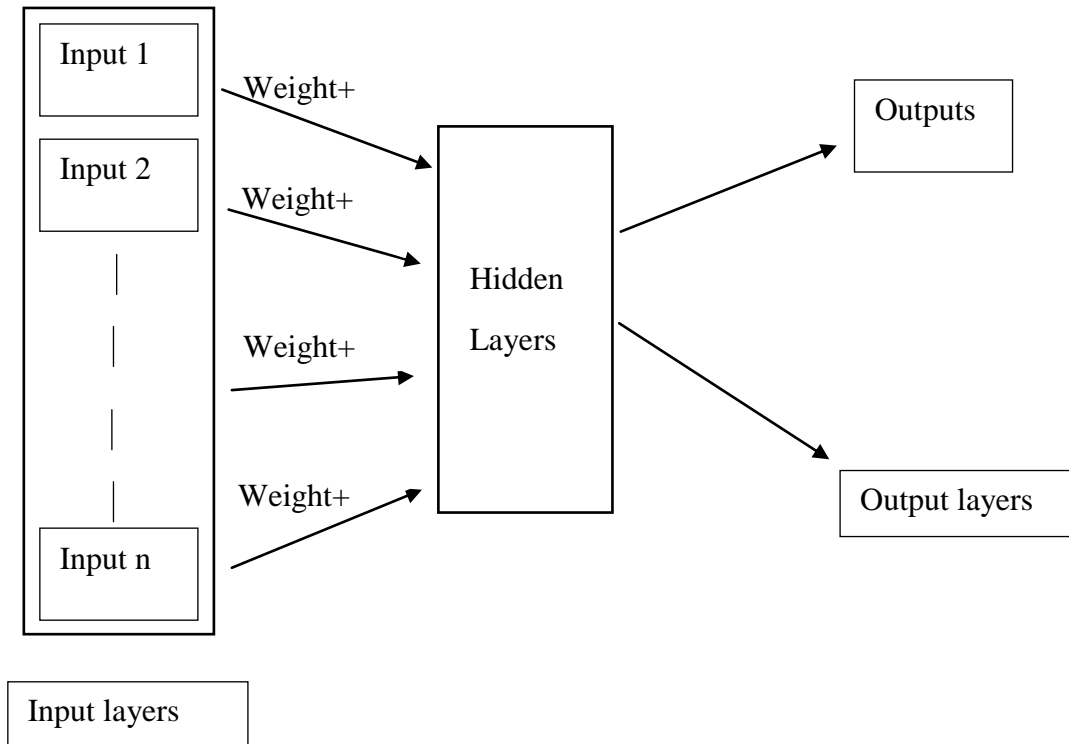 Input 1
Input 2
Input n
Input layers
Weight+
Weight+
Weight+
Weight+
Hidden
Layers
Outputs
Output layers